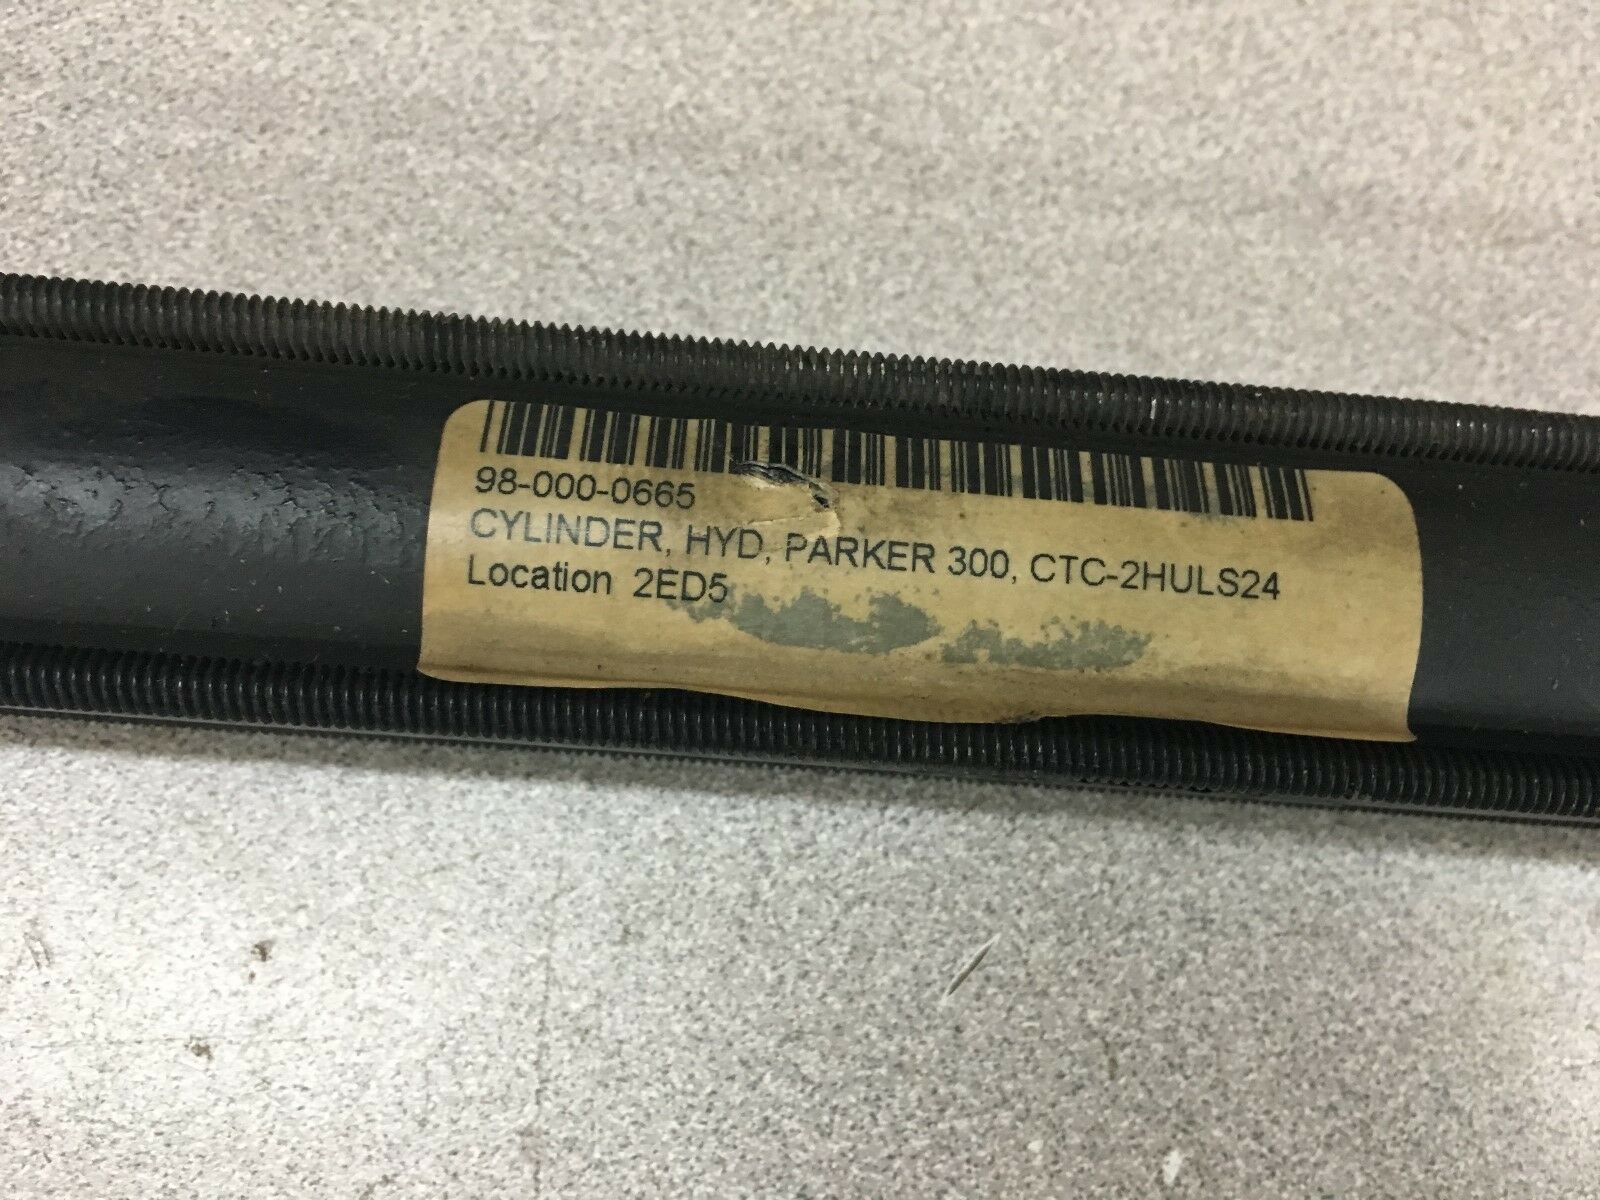 98-000-0665
CYLINDER, HYD, PARKER 300, CTC-2HULS24
Location 2ED5